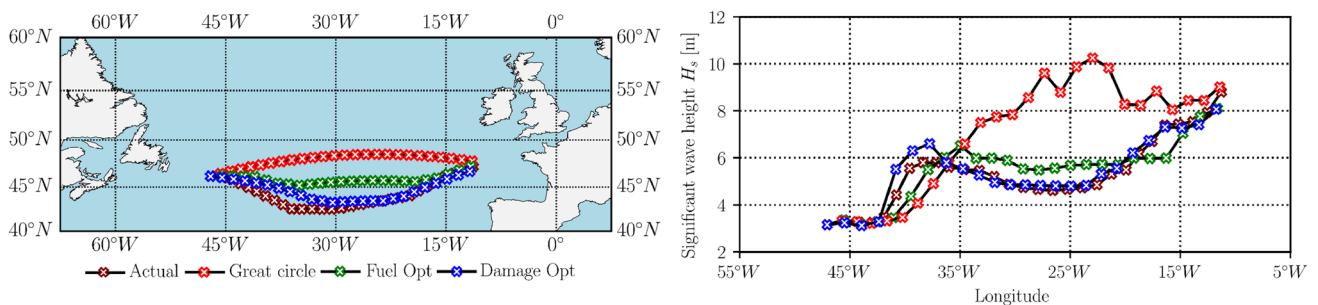 60°W 45°W 30°W 15°W 0°
60°N 60°N
55°N 55°N
50°N 50°N
45°N 45°N
40°N 40°N
60°W 45°W 30°W 15°W 0°
Actual Great circle Fuel Opt Damage Opt
Significant wave height Hₛ [m]
12
10
8
6
4
2
55°W 45°W 35°W 25°W 15°W 5°W
Longitude